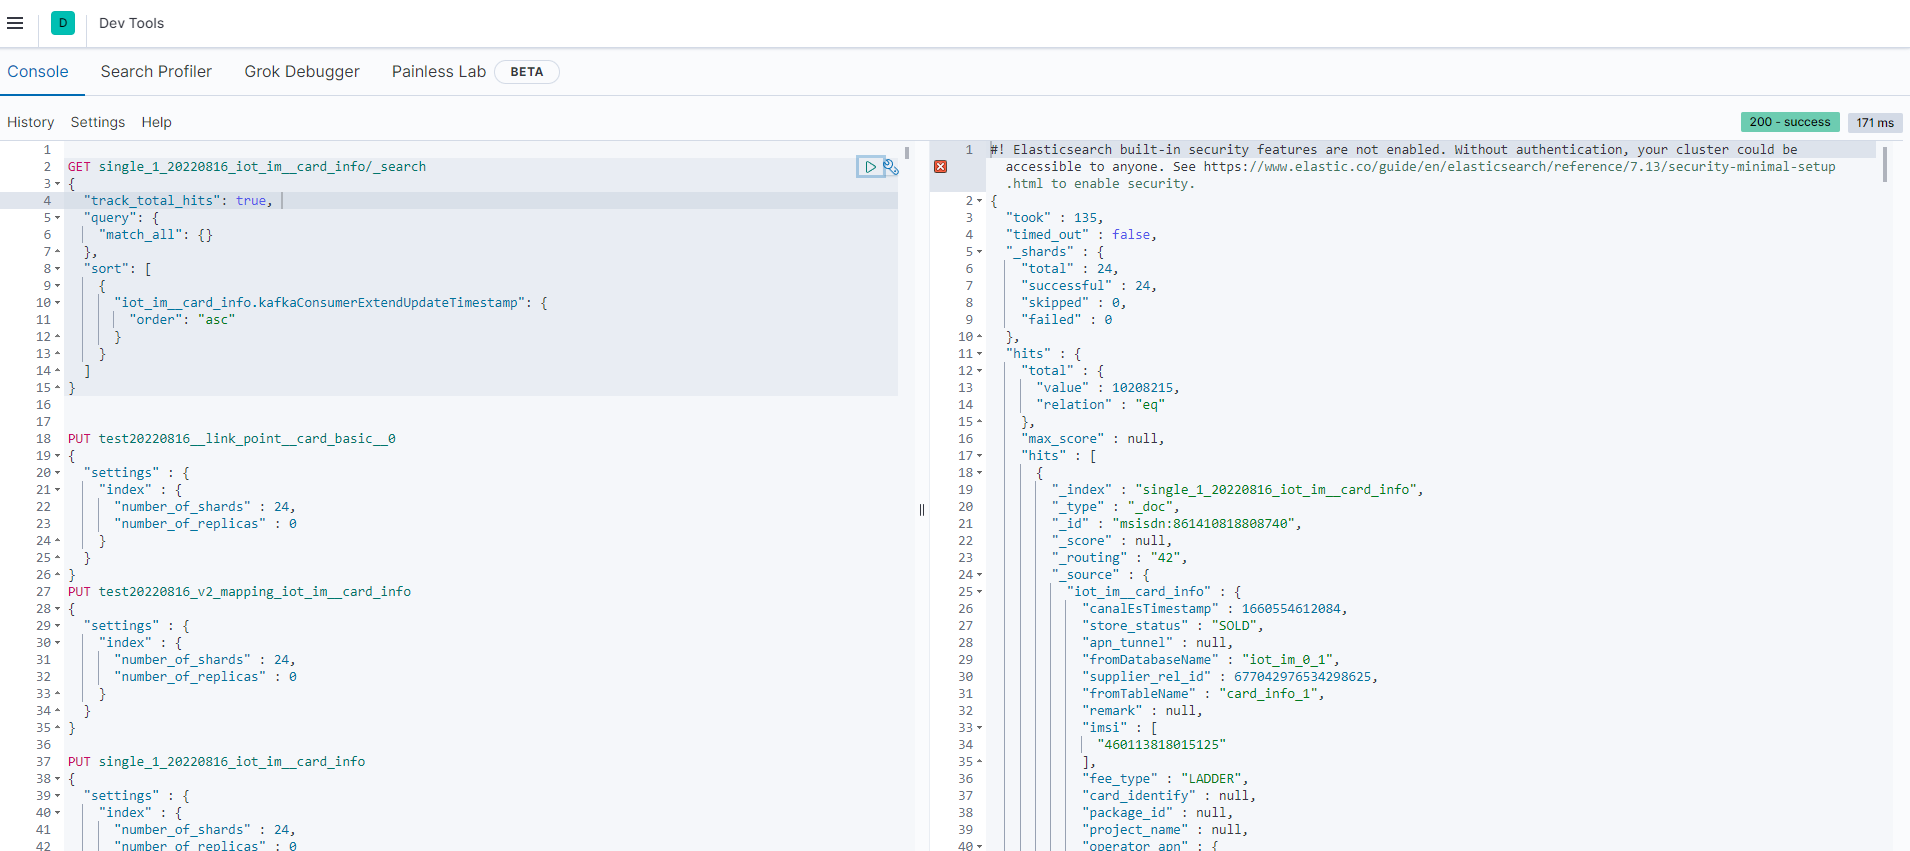 D Dev Tools
Console Search Profiler Grok Debugger Painless Lab BETA
History Settings Help
200 - success 171 ms
1
2 GET single_1_20220816_iot_im__card_info/_search
3 {
4 "track_total_hits": true,
5 "query": {
6 "match_all": {}
7 },
8 "sort": [
9 {
10 "iot_im__card_info.kafkaConsumerExtendUpdateTimestamp": {
11 "order": "asc"
12 }
13 }
14 ]
15 }
16
17
18 PUT test20220816__link_point__card_basic__0
19 {
20 "settings" : {
21 "index" : {
22 "number_of_shards" : 24,
23 "number_of_replicas" : 0
24 }
25 }
26 }
27 PUT test20220816_v2_mapping_iot_im__card_info
28 {
29 "settings" : {
30 "index" : {
31 "number_of_shards" : 24,
32 "number_of_replicas" : 0
33 }
34 }
35 }
36
37 PUT single_1_20220816_iot_im__card_info
38 {
39 "settings" : {
40 "index" : {
41 "number_of_shards" : 24,
42 "number_of_replicas" : 0
1 #! Elasticsearch built-in security features are not enabled. Without authentication, your cluster could be
accessible to anyone. See https://www.elastic.co/guide/en/elasticsearch/reference/7.13/security-minimal-setup
.html to enable security.
2 {
3 "took" : 135,
4 "timed_out" : false,
5 "_shards" : {
6 "total" : 24,
7 "successful" : 24,
8 "skipped" : 0,
9 "failed" : 0
10 },
11 "hits" : {
12 "total" : {
13 "value" : 10208215,
14 "relation" : "eq"
15 },
16 "max_score" : null,
17 "hits" : [
18 {
19 "_index" : "single_1_20220816_iot_im__card_info",
20 "_type" : "_doc",
21 "_id" : "msisdn:861410818808740",
22 "_score" : null,
23 "_routing" : "42",
24 "_source" : {
25 "iot_im__card_info" : {
26 "canalEsTimestamp" : 1660554612084,
27 "store_status" : "SOLD",
28 "apn_tunnel" : null,
29 "fromDatabaseName" : "iot_im_0_1",
30 "supplier_rel_id" : 677042976534298625,
31 "fromTableName" : "card_info_1",
32 "remark" : null,
33 "imsi" : [
34 "460113818015125"
35 ],
36 "fee_type" : "LADDER",
37 "card_identify" : null,
38 "package_id" : null,
39 "project_name" : null,
40 "operator_apn" : {